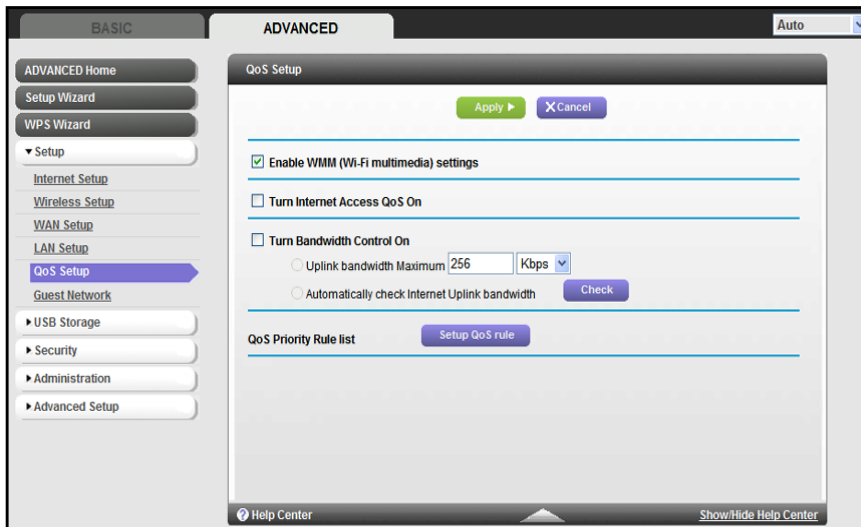 BASIC
ADVANCED
Auto
ADVANCED Home
Setup Wizard
WPS Wizard
Setup
Internet Setup
Wireless Setup
WAN Setup
LAN Setup
QoS Setup
Guest Network
USB Storage
Security
Administration
Advanced Setup
QoS Setup
Apply
X Cancel
Enable WMM (Wi-Fi multimedia) settings
Turn Internet Access QoS On
Turn Bandwidth Control On
Uplink bandwidth Maximum 256 Kbps
Automatically check Internet Uplink bandwidth Check
QoS Priority Rule list Setup QoS rule
? Help Center
Show/Hide Help Center